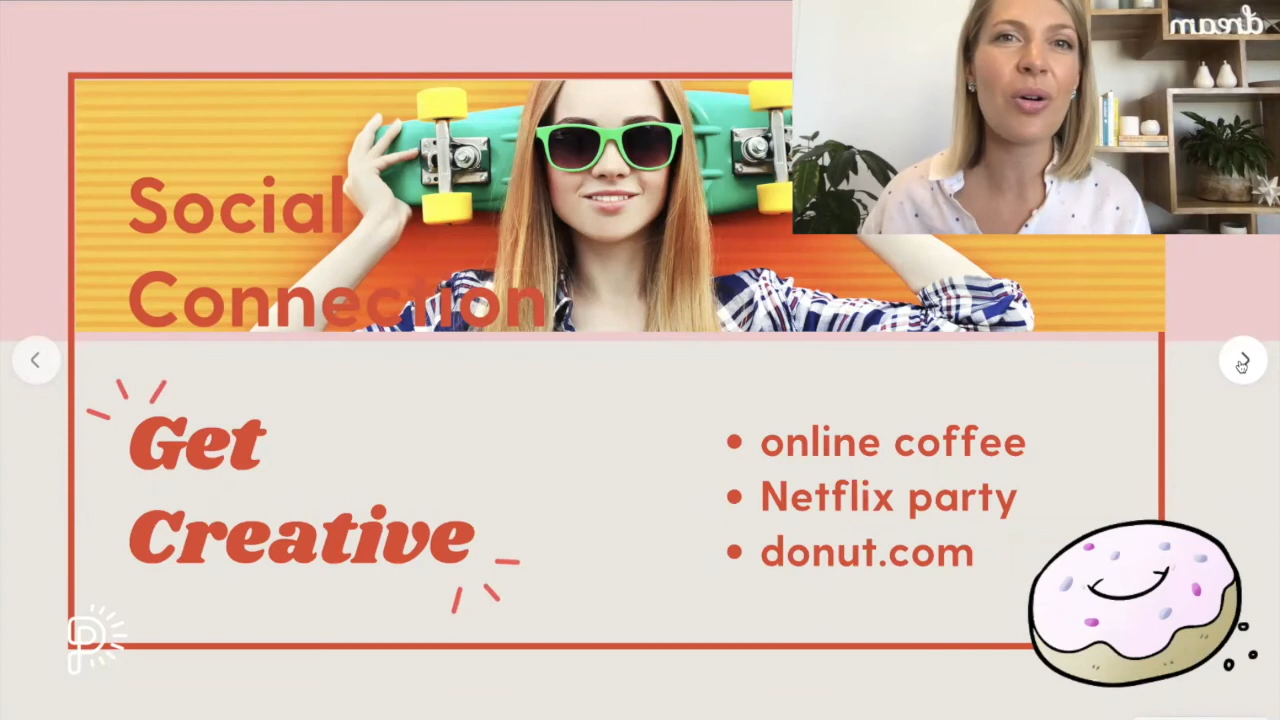 dream
Social
Connection
Get
Creative
• online coffee
• Netflix party
• donut.com
P